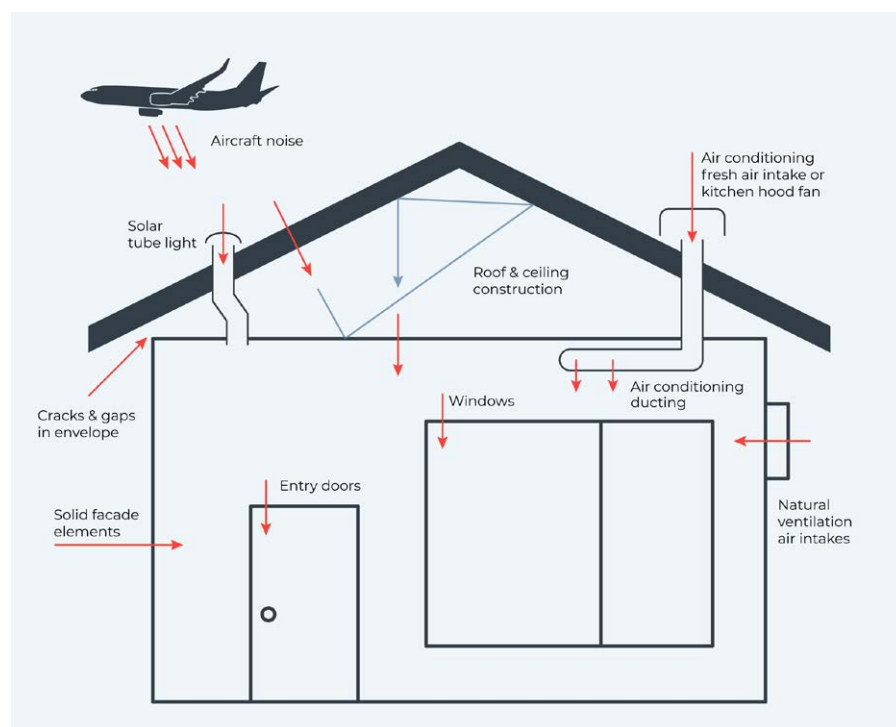 Aircraft noise
Air conditioning
fresh air intake or
kitchen hood fan
Solar
tube light
Roof & ceiling
construction
Cracks & gaps
in envelope
Windows
Air conditioning
ducting
Entry doors
Solid facade
elements
Natural
ventilation
air intakes